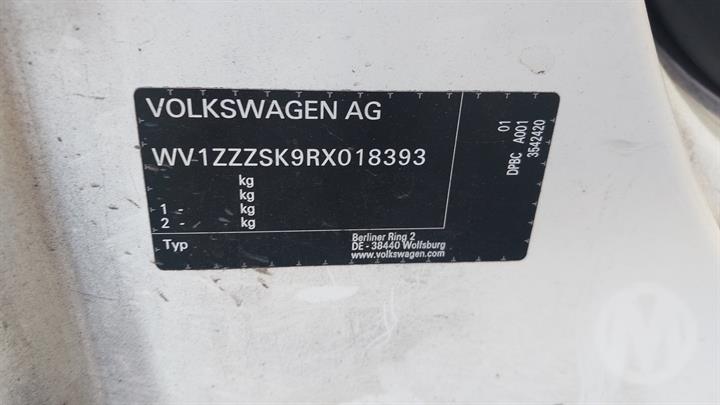 VOLKSWAGEN AG
WV1ZZZSK9RX018393
kg
kg
1 - kg
2 - kg
Typ
Berliner Ring 2
DE - 38440 Wolfsburg
www.volkswagen.com
01
DPBC A001
3542420
M